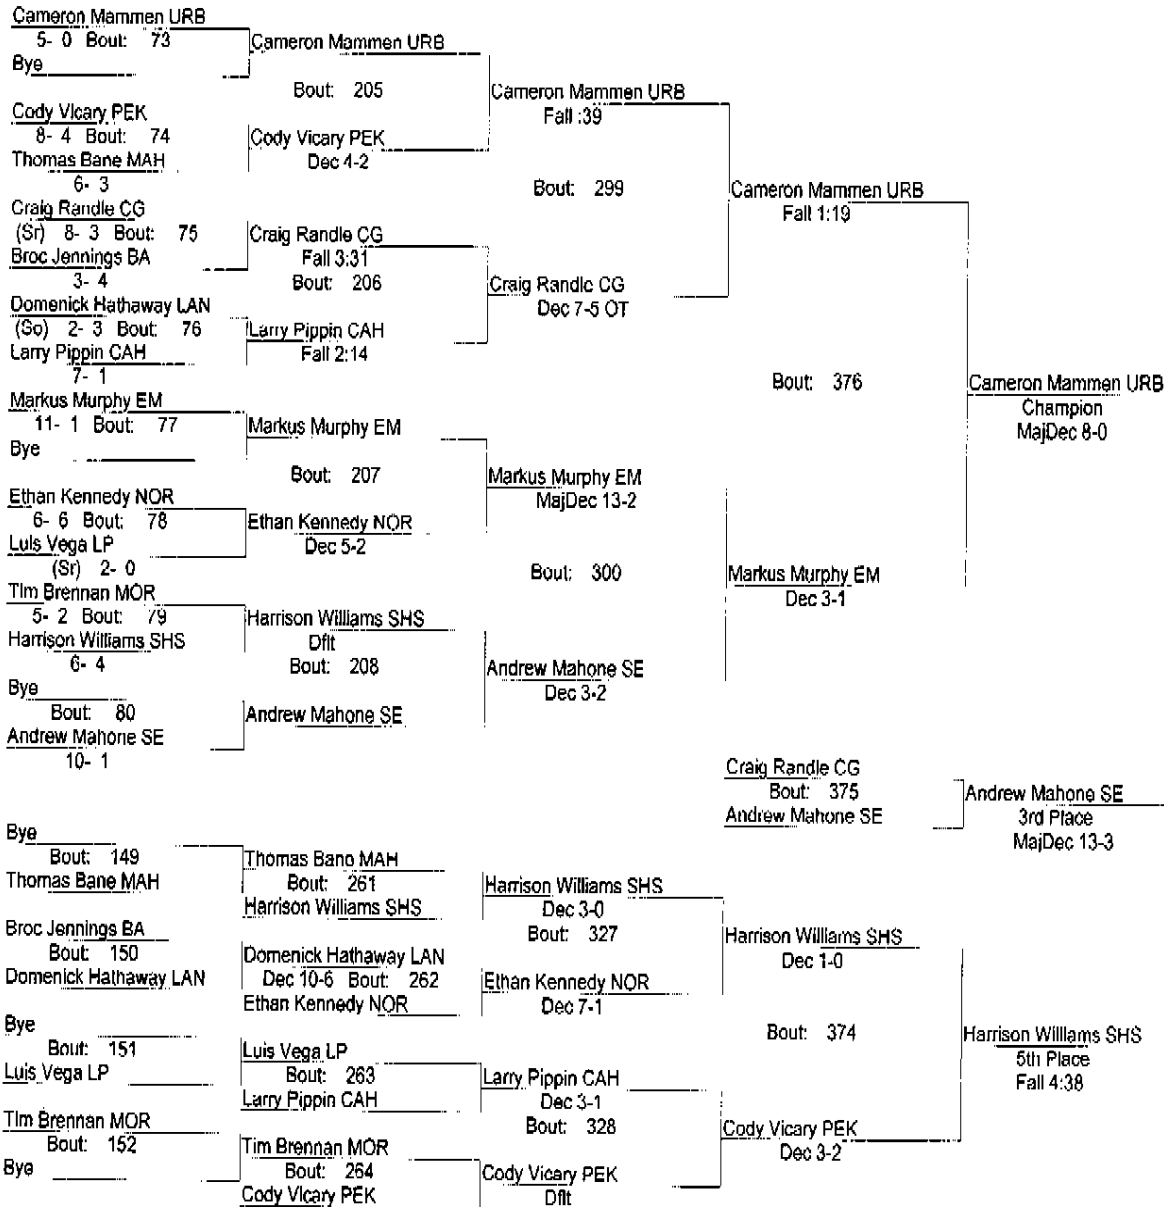 Cameron Mammen URB
5- 0 Bout: 73
Bye
Cameron Mammen URB
Bout: 205
Cody Vicary PEK
8- 4 Bout: 74
Thomas Bane MAH
6- 3
Cody Vicary PEK
Dec 4-2
Cameron Mammen URB
Fall :39
Bout: 299
Craig Randle CG
(Sr) 8- 3 Bout: 75
Broc Jennings BA
3- 4
Craig Randle CG
Fall 3:31
Bout: 206
Domenick Hathaway LAN
(So) 2- 3 Bout: 76
Larry Pippin CAH
7- 1
Larry Pippin CAH
Fall 2:14
Craig Randle CG
Dec 7-5 OT
Cameron Mammen URB
Fall 1:19
Bout: 376
Cameron Mammen URB
Champion
MajDec 8-0
Markus Murphy EM
11- 1 Bout: 77
Bye
Markus Murphy EM
Bout: 207
Ethan Kennedy NOR
6- 6 Bout: 78
Luis Vega LP
(Sr) 2- 0
Ethan Kennedy NOR
Dec 5-2
Markus Murphy EM
MajDec 13-2
Bout: 300
Tim Brennan MOR
5- 2 Bout: 79
Harrison Williams SHS
6- 4
Harrison Williams SHS
Dflt
Bout: 208
Bye
Bout: 80
Andrew Mahone SE
10- 1
Andrew Mahone SE
Andrew Mahone SE
Dec 3-2
Markus Murphy EM
Dec 3-1
Craig Randle CG
Bout: 375
Andrew Mahone SE
Andrew Mahone SE
3rd Place
MajDec 13-3
Bye
Bout: 149
Thomas Bane MAH
Thomas Bano MAH
Bout: 261
Harrison Williams SHS
Harrison Williams SHS
Dec 3-0
Bout: 327
Broc Jennings BA
Bout: 150
Domenick Hathaway LAN
Domenick Hathaway LAN
Dec 10-6 Bout: 262
Ethan Kennedy NOR
Ethan Kennedy NOR
Dec 7-1
Harrison Williams SHS
Dec 1-0
Bout: 374
Harrison Williams SHS
5th Place
Fall 4:38
Bye
Bout: 151
Luis Vega LP
Luis Vega LP
Bout: 263
Larry Pippin CAH
Larry Pippin CAH
Dec 3-1
Bout: 328
Tim Brennan MOR
Bout: 152
Bye
Tim Brennan MOR
Bout: 264
Cody Vicary PEK
Cody Vicary PEK
Dflt
Cody Vicary PEK
Dec 3-2